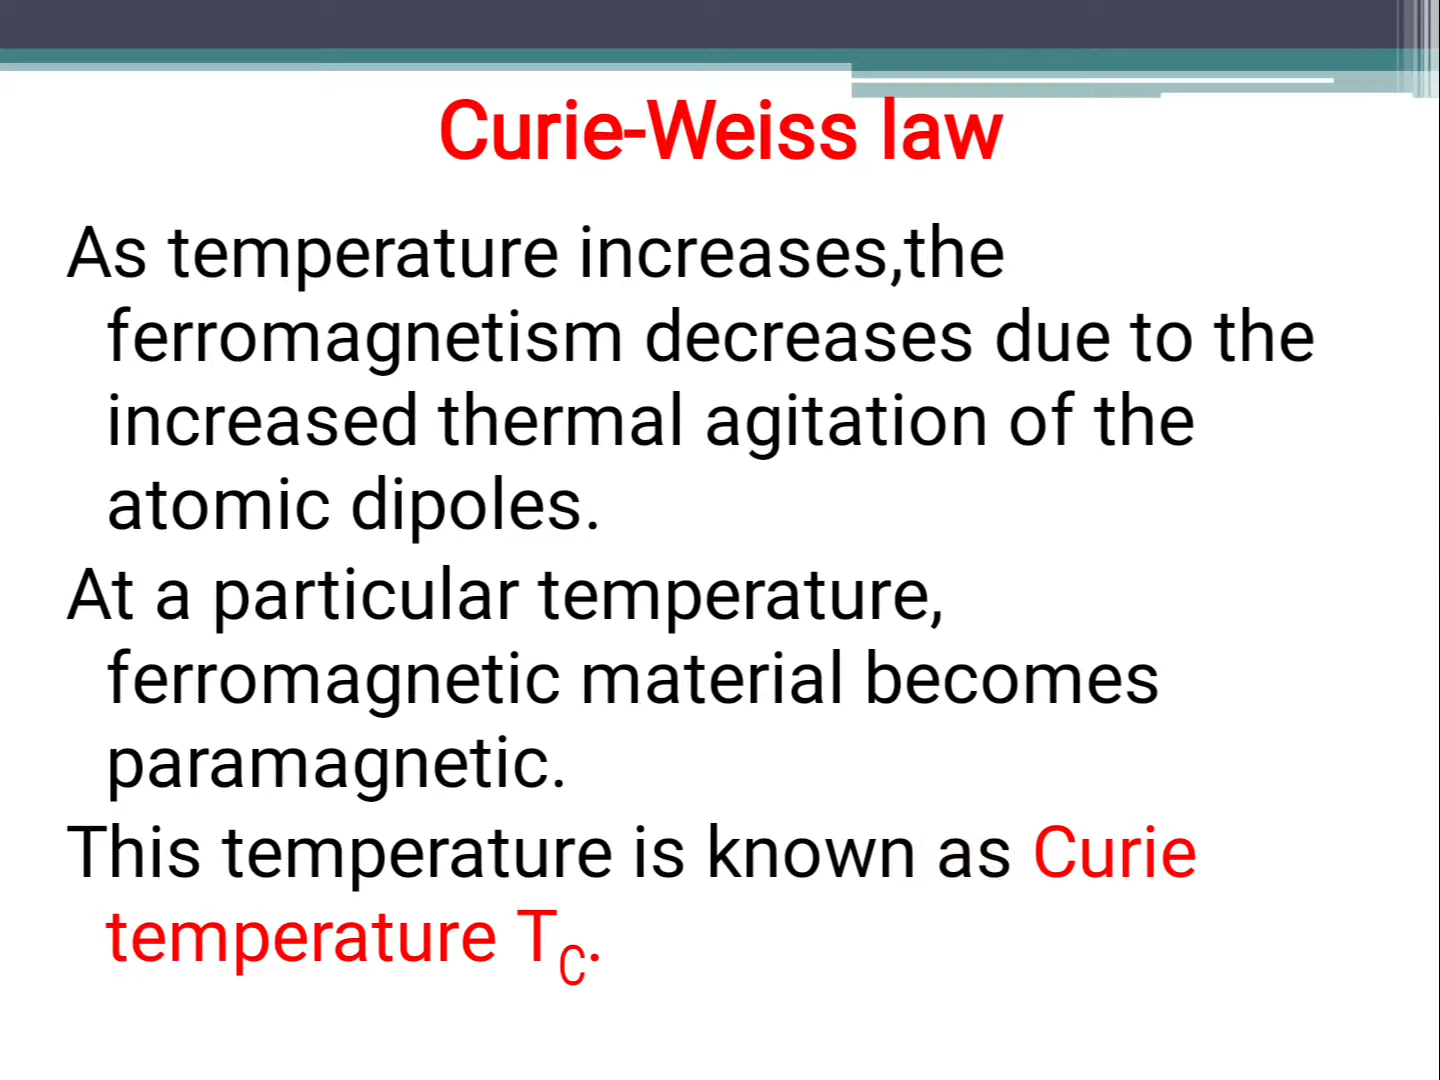 Curie-Weiss law
As temperature increases,the
ferromagnetism decreases due to the
increased thermal agitation of the
atomic dipoles.
At a particular temperature,
ferromagnetic material becomes
paramagnetic.
This temperature is known as Curie
temperature T_C.